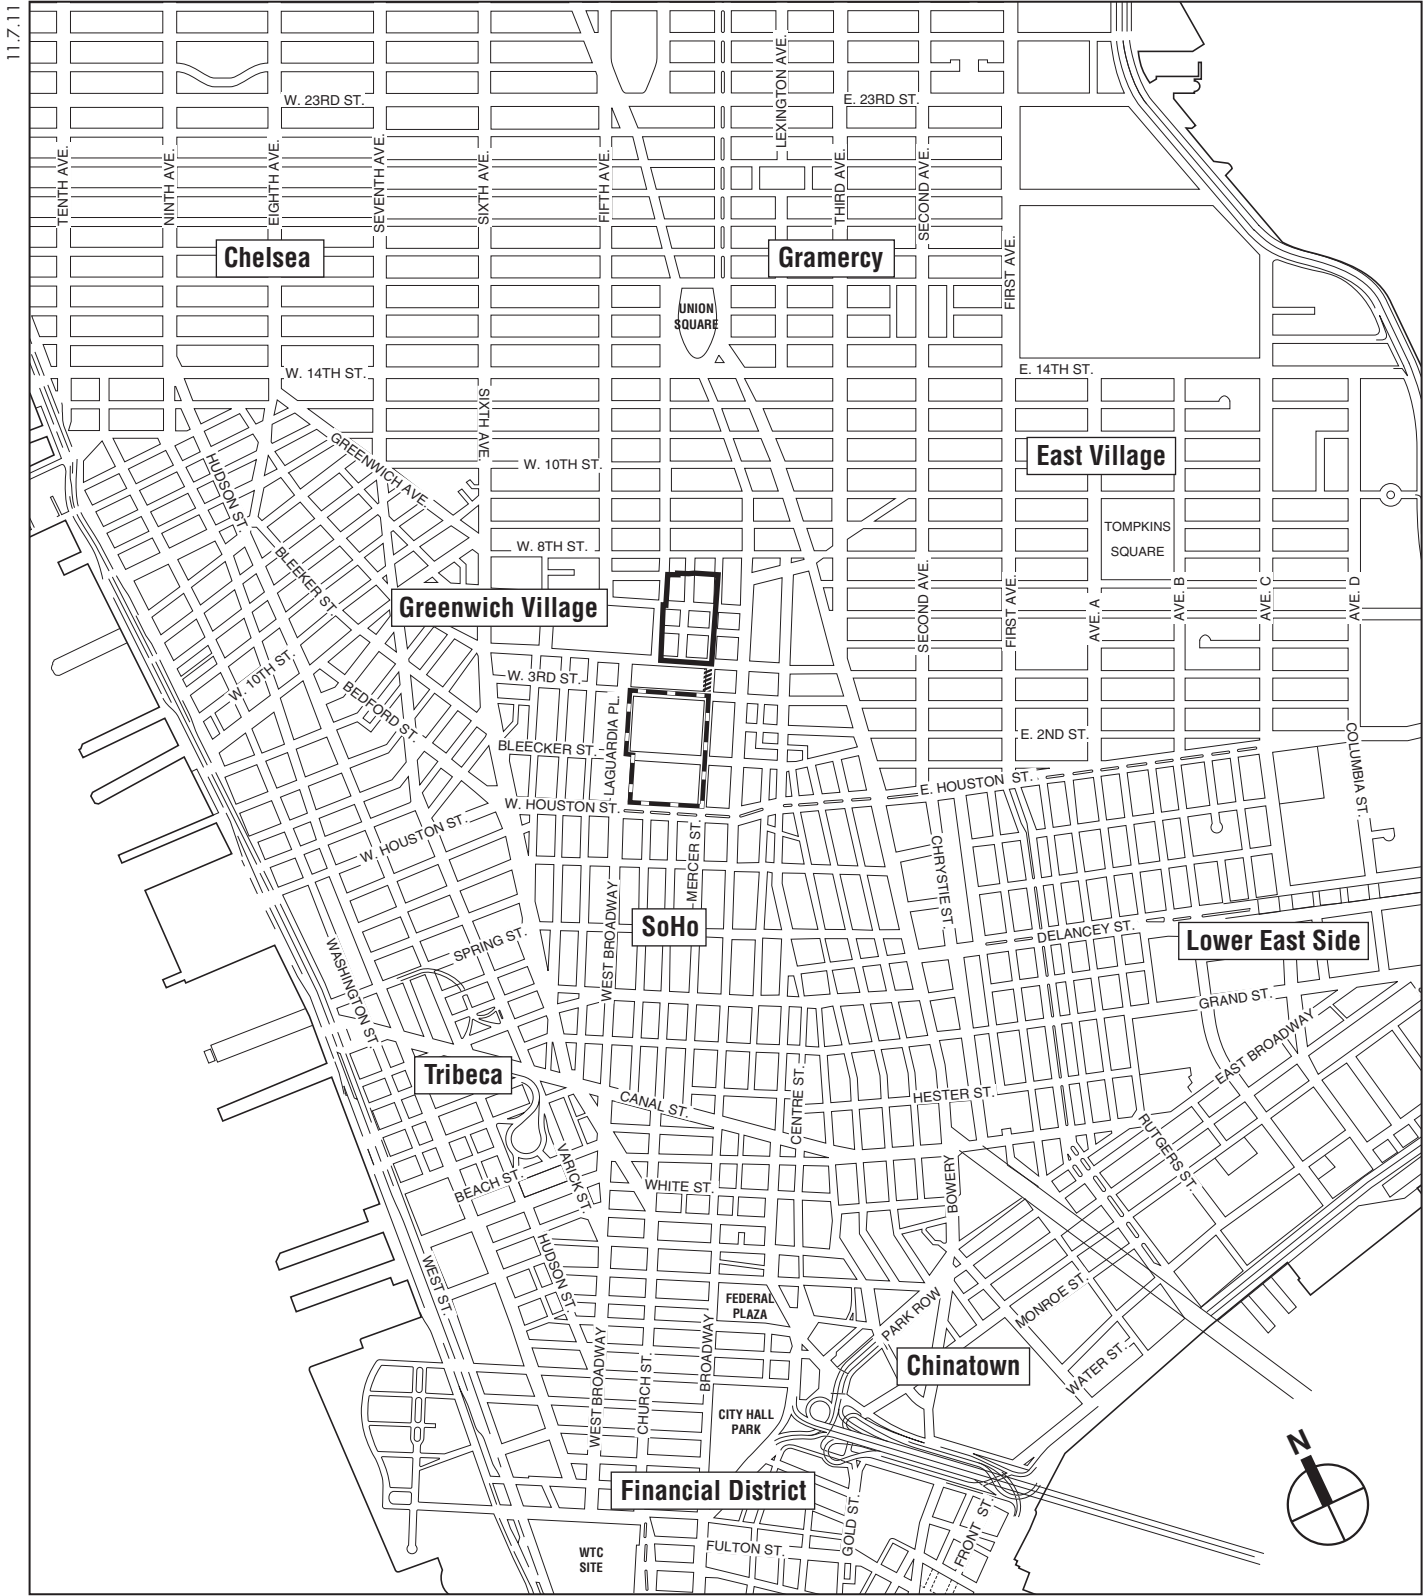 11.7.11
W. 23RD ST.
E. 23RD ST.
LEXINGTON AVE.
TENTH AVE.
NINTH AVE.
EIGHTH AVE.
SEVENTH AVE.
SIXTH AVE.
FIFTH AVE.
THIRD AVE.
SECOND AVE.
FIRST AVE.
Chelsea
Gramercy
UNION
SQUARE
W. 14TH ST.
E. 14TH ST.
SIXTH AVE.
GREENWICH AVE.
HUDSON ST.
W. 10TH ST.
East Village
TOMPKINS
SQUARE
W. 8TH ST.
BLEEKER ST.
Greenwich Village
SECOND AVE.
FIRST AVE.
AVE. A
AVE. B
AVE. C
AVE. D
W. 10TH ST.
BEDFORD ST.
W. 3RD ST.
LAGUARDIA PL.
BLEECKER ST.
E. 2ND ST.
COLUMBIA ST.
W. HOUSTON ST.
E. HOUSTON ST.
W. HOUSTON ST.
MERCER ST.
CHRYSTIE ST.
WEST BROADWAY
SoHo
SPRING ST.
DELANCEY ST.
Lower East Side
WASHINGTON ST.
GRAND ST.
EAST BROADWAY
Tribeca
CANAL ST.
CENTRE ST.
HESTER ST.
RUTGERS ST.
VARICK ST.
BEACH ST.
WHITE ST.
BOWERY
WEST ST.
HUDSON ST.
FEDERAL
PLAZA
PARK ROW
MONROE ST.
WEST BROADWAY
CHURCH ST.
BROADWAY
Chinatown
WATER ST.
CITY HALL
PARK
N
Financial District
GOLD ST.
FRONT ST.
FULTON ST.
WTC
SITE